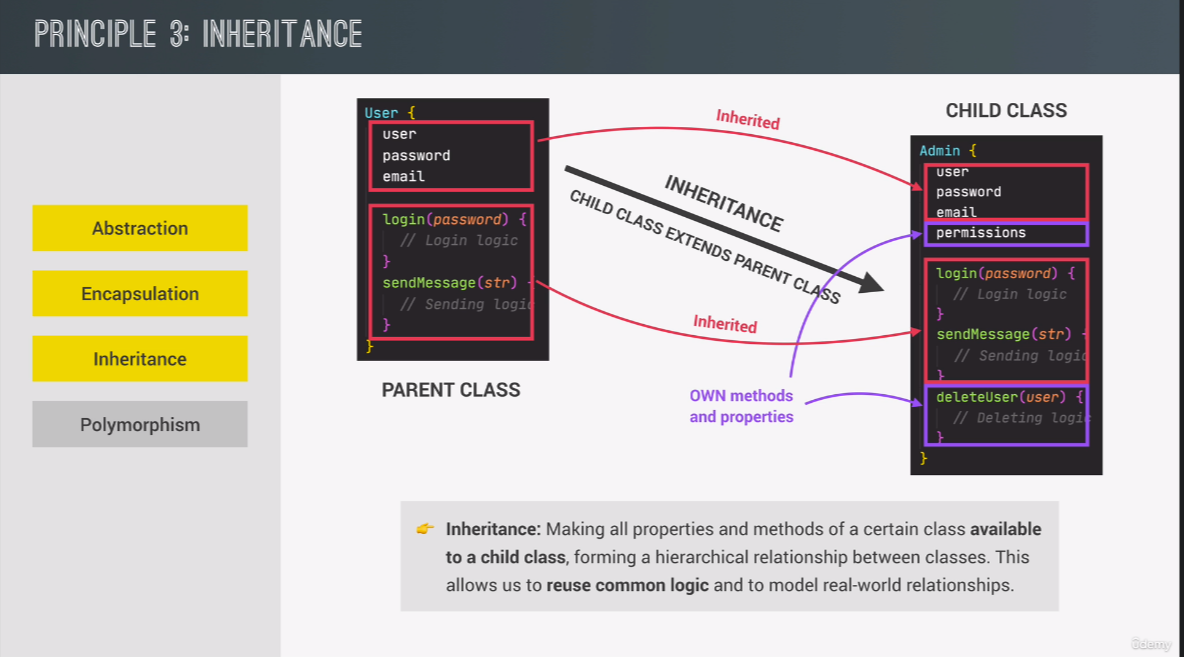 PRINCIPLE 3: INHERITANCE
Abstraction
Encapsulation
Inheritance
Polymorphism
User {
user
password
email
login(password) {
// Login logic
}
sendMessage(str) {
// Sending logic
}
}
PARENT CLASS
Inherited
INHERITANCE
CHILD CLASS EXTENDS PARENT CLASS
Inherited
OWN methods
and properties
CHILD CLASS
Admin {
user
password
email
permissions
login(password) {
// Login logic
}
sendMessage(str) {
// Sending logic
}
deleteUser(user) {
// Deleting logic
}
}
👉 Inheritance: Making all properties and methods of a certain class available
to a child class, forming a hierarchical relationship between classes. This
allows us to reuse common logic and to model real-world relationships.
ûdemy